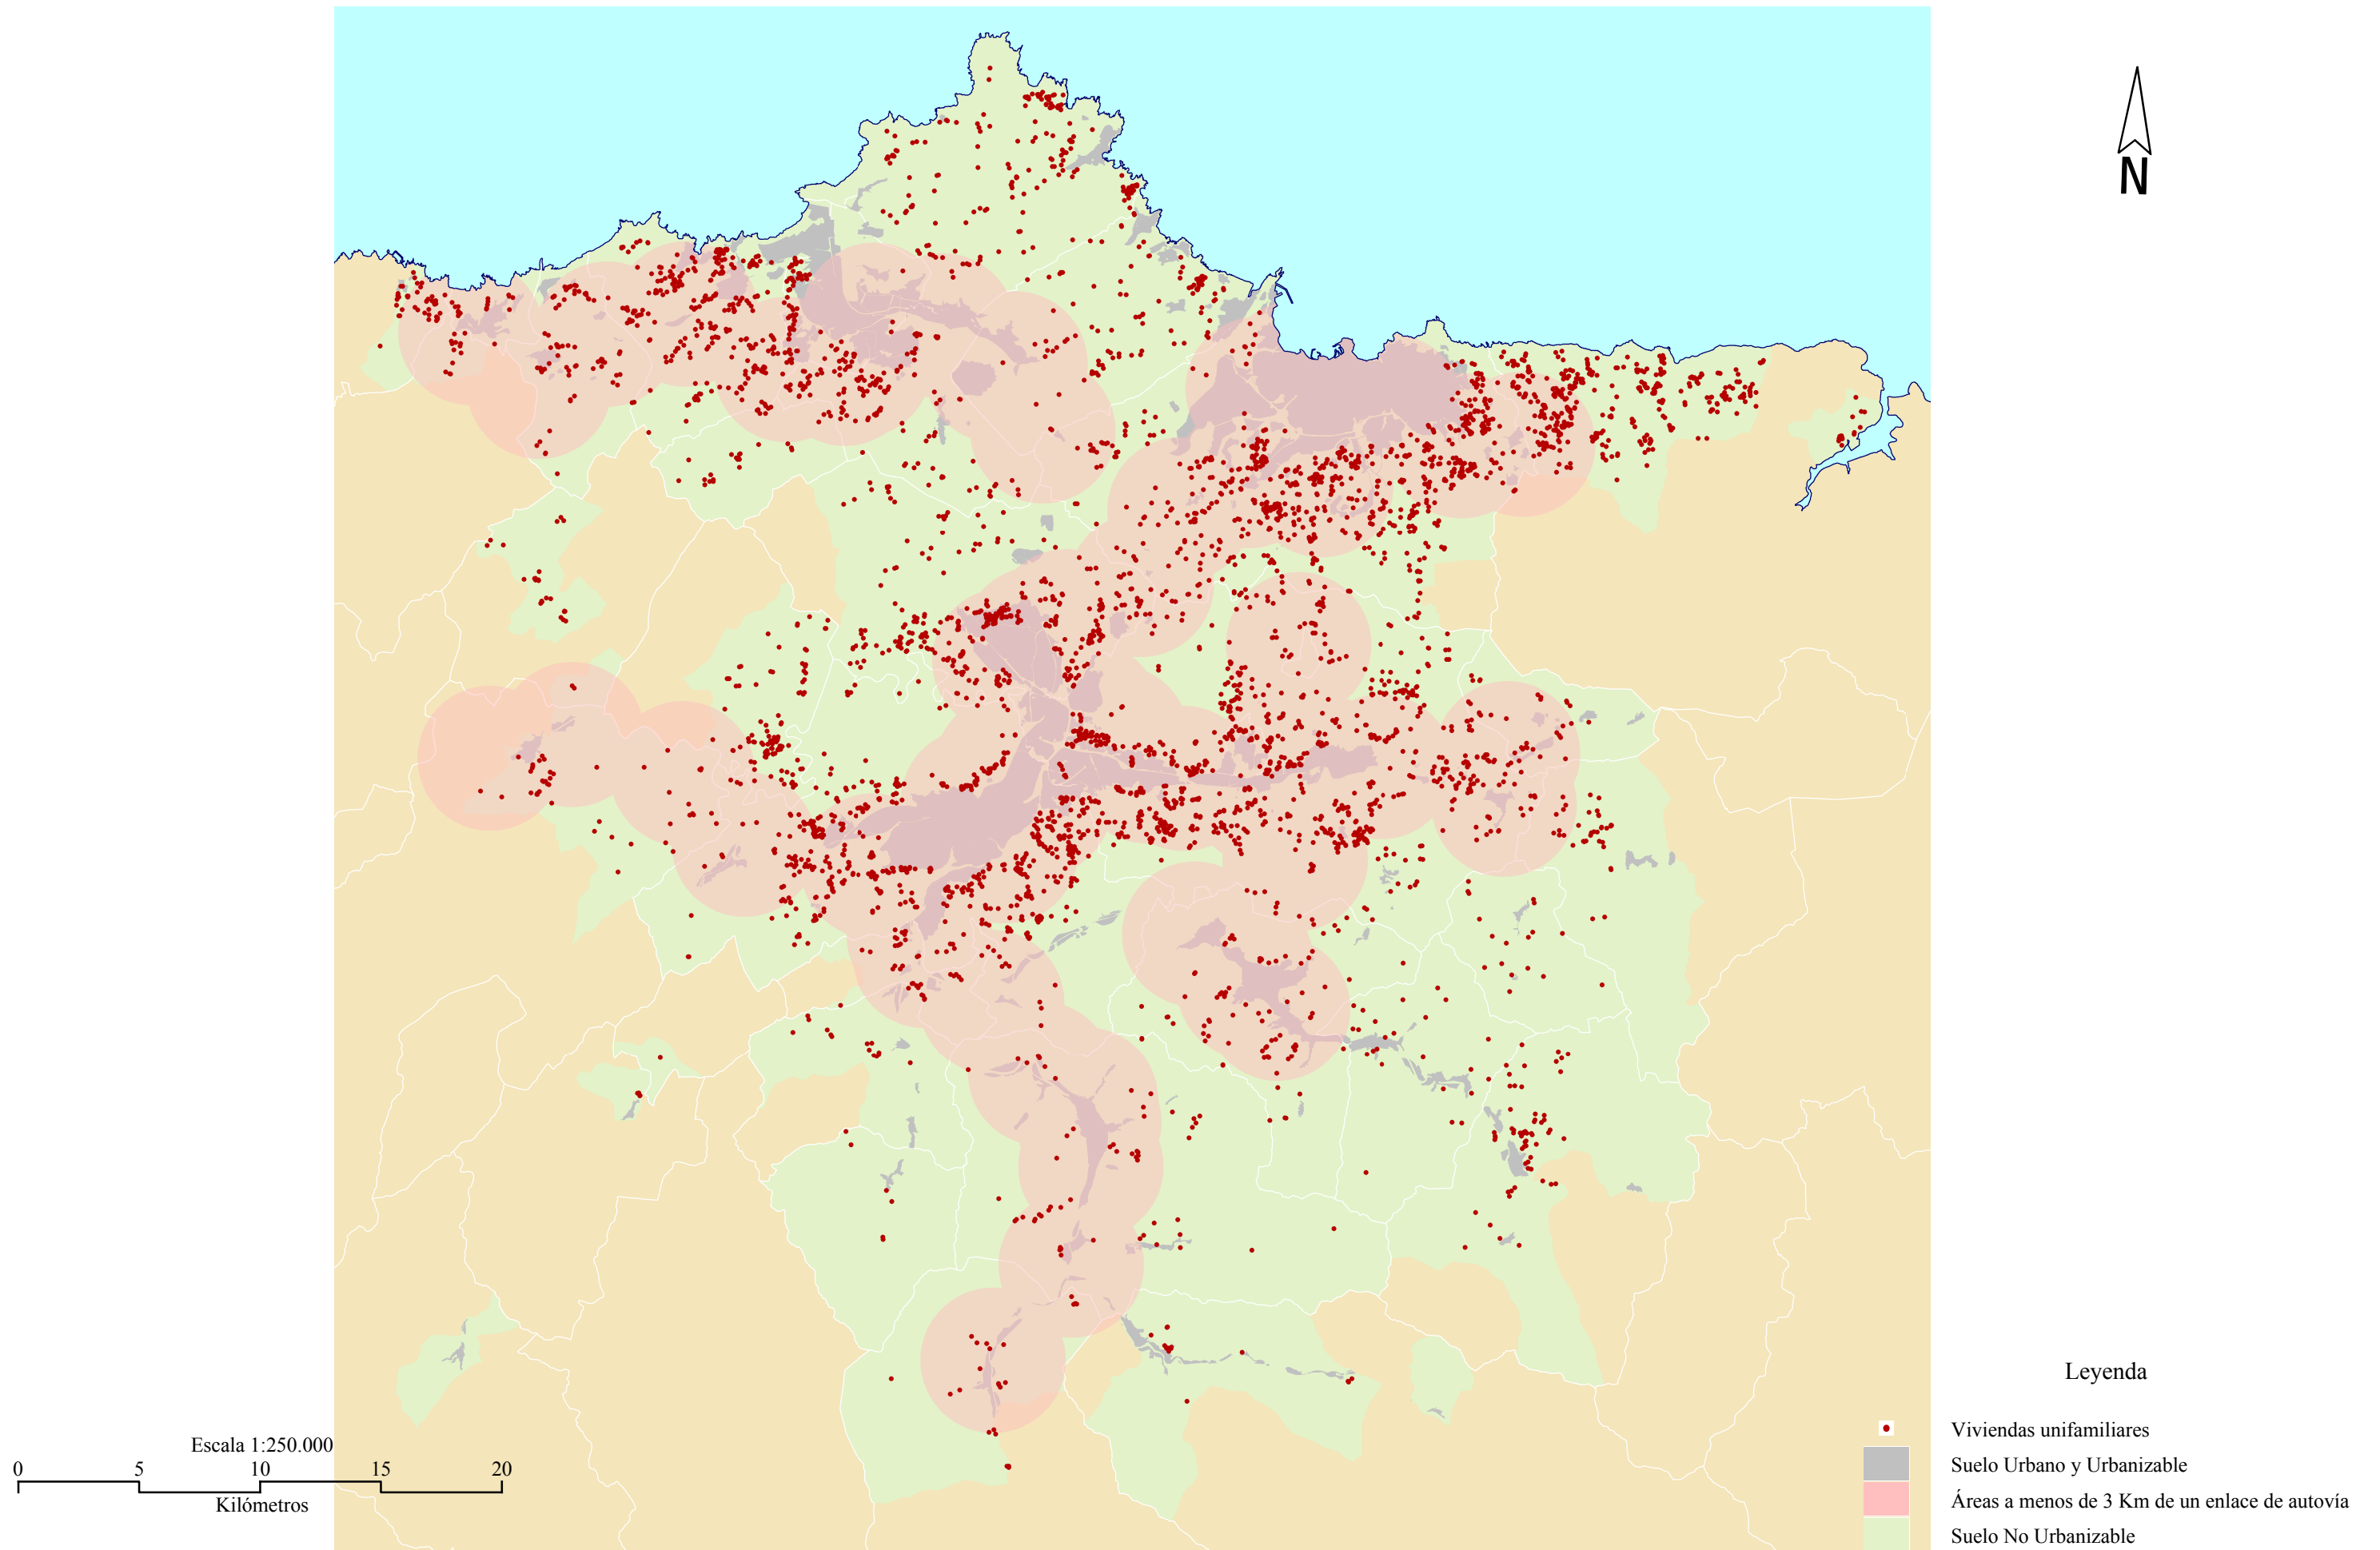 N
Leyenda
Viviendas unifamiliares
Suelo Urbano y Urbanizable
Áreas a menos de 3 Km de un enlace de autovía
Suelo No Urbanizable
Escala 1:250.000
0 5 10 15 20
Kilómetros